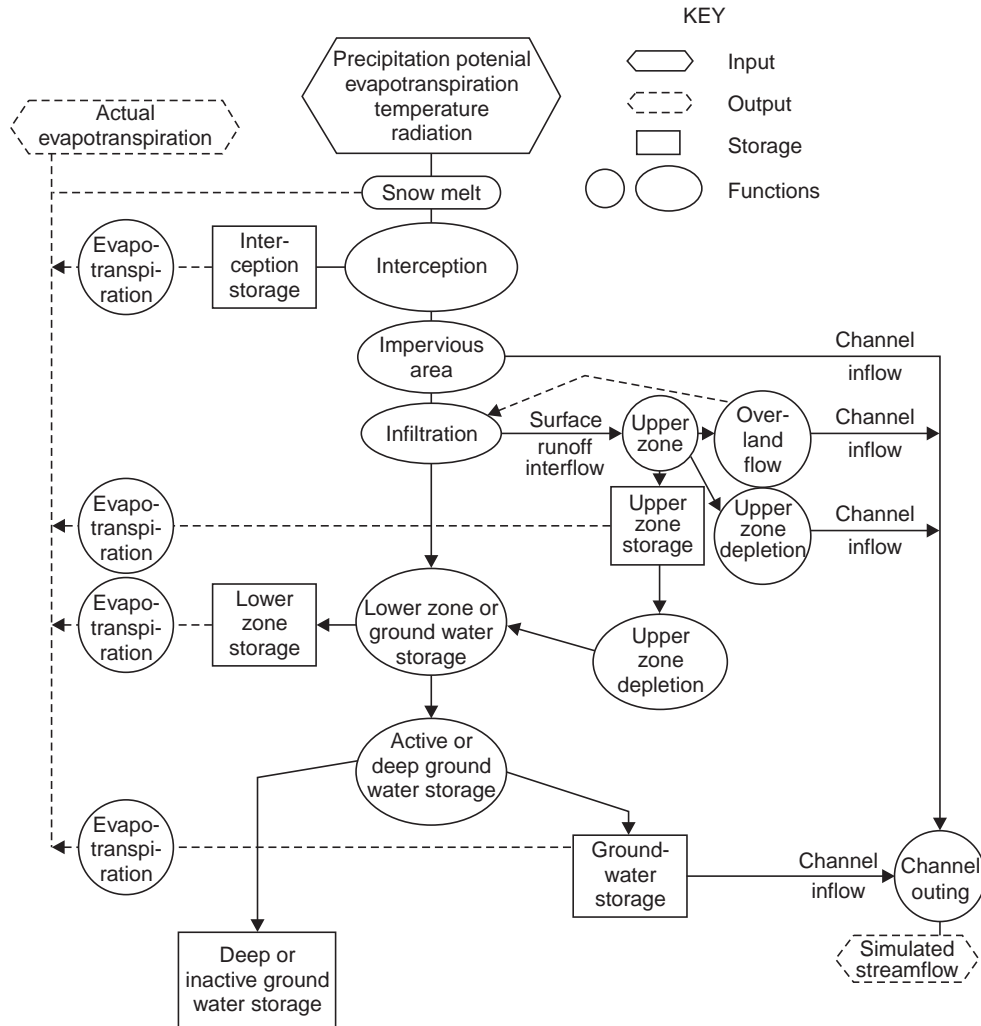 KEY
Input
Output
Storage
Functions
Precipitation potenial
evapotranspiration
temperature
radiation
Actual
evapotranspiration
Snow melt
Evapo-
transpi-
ration
Inter-
ception
storage
Interception
Impervious
area
Channel
inflow
Infiltration
Surface
runoff
interflow
Upper
zone
Over-
land
flow
Channel
inflow
Evapo-
transpi-
ration
Upper
zone
storage
Upper
zone
depletion
Channel
inflow
Evapo-
transpi-
ration
Lower
zone
storage
Lower zone or
ground water
storage
Upper
zone
depletion
Active or
deep ground
water storage
Evapo-
transpi-
ration
Ground-
water
storage
Channel
inflow
Channel
outing
Deep or
inactive ground
water storage
Simulated
streamflow